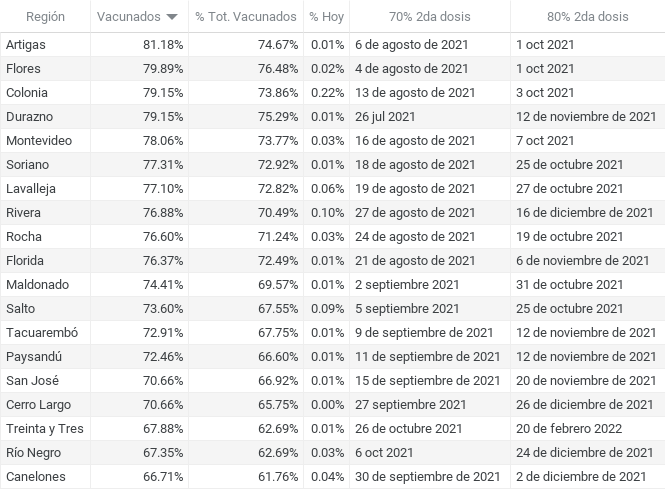 Región Vacunados % Tot. Vacunados % Hoy 70% 2da dosis 80% 2da dosis
Artigas 81.18% 74.67% 0.01% 6 de agosto de 2021 1 oct 2021
Flores 79.89% 76.48% 0.02% 4 de agosto de 2021 1 oct 2021
Colonia 79.15% 73.86% 0.22% 13 de agosto de 2021 3 oct 2021
Durazno 79.15% 75.29% 0.01% 26 jul 2021 12 de noviembre de 2021
Montevideo 78.06% 73.77% 0.03% 16 de agosto de 2021 7 oct 2021
Soriano 77.31% 72.92% 0.01% 18 de agosto de 2021 25 de octubre 2021
Lavalleja 77.10% 72.82% 0.06% 19 de agosto de 2021 27 de octubre 2021
Rivera 76.88% 70.49% 0.10% 27 de agosto de 2021 16 de diciembre de 2021
Rocha 76.60% 71.24% 0.03% 24 de agosto de 2021 19 de octubre 2021
Florida 76.37% 72.49% 0.01% 21 de agosto de 2021 6 de noviembre de 2021
Maldonado 74.41% 69.57% 0.01% 2 septiembre 2021 31 de octubre 2021
Salto 73.60% 67.55% 0.09% 5 septiembre 2021 25 de octubre 2021
Tacuarembó 72.91% 67.75% 0.01% 9 de septiembre de 2021 12 de noviembre de 2021
Paysandú 72.46% 66.60% 0.01% 11 de septiembre de 2021 12 de noviembre de 2021
San José 70.66% 66.92% 0.01% 15 de septiembre de 2021 20 de noviembre de 2021
Cerro Largo 70.66% 65.75% 0.00% 27 septiembre 2021 26 de diciembre de 2021
Treinta y Tres 67.88% 62.69% 0.01% 26 de octubre de 2021 20 de febrero 2022
Río Negro 67.35% 62.69% 0.03% 6 oct 2021 24 de diciembre de 2021
Canelones 66.71% 61.76% 0.04% 30 de septiembre de 2021 2 de diciembre de 2021